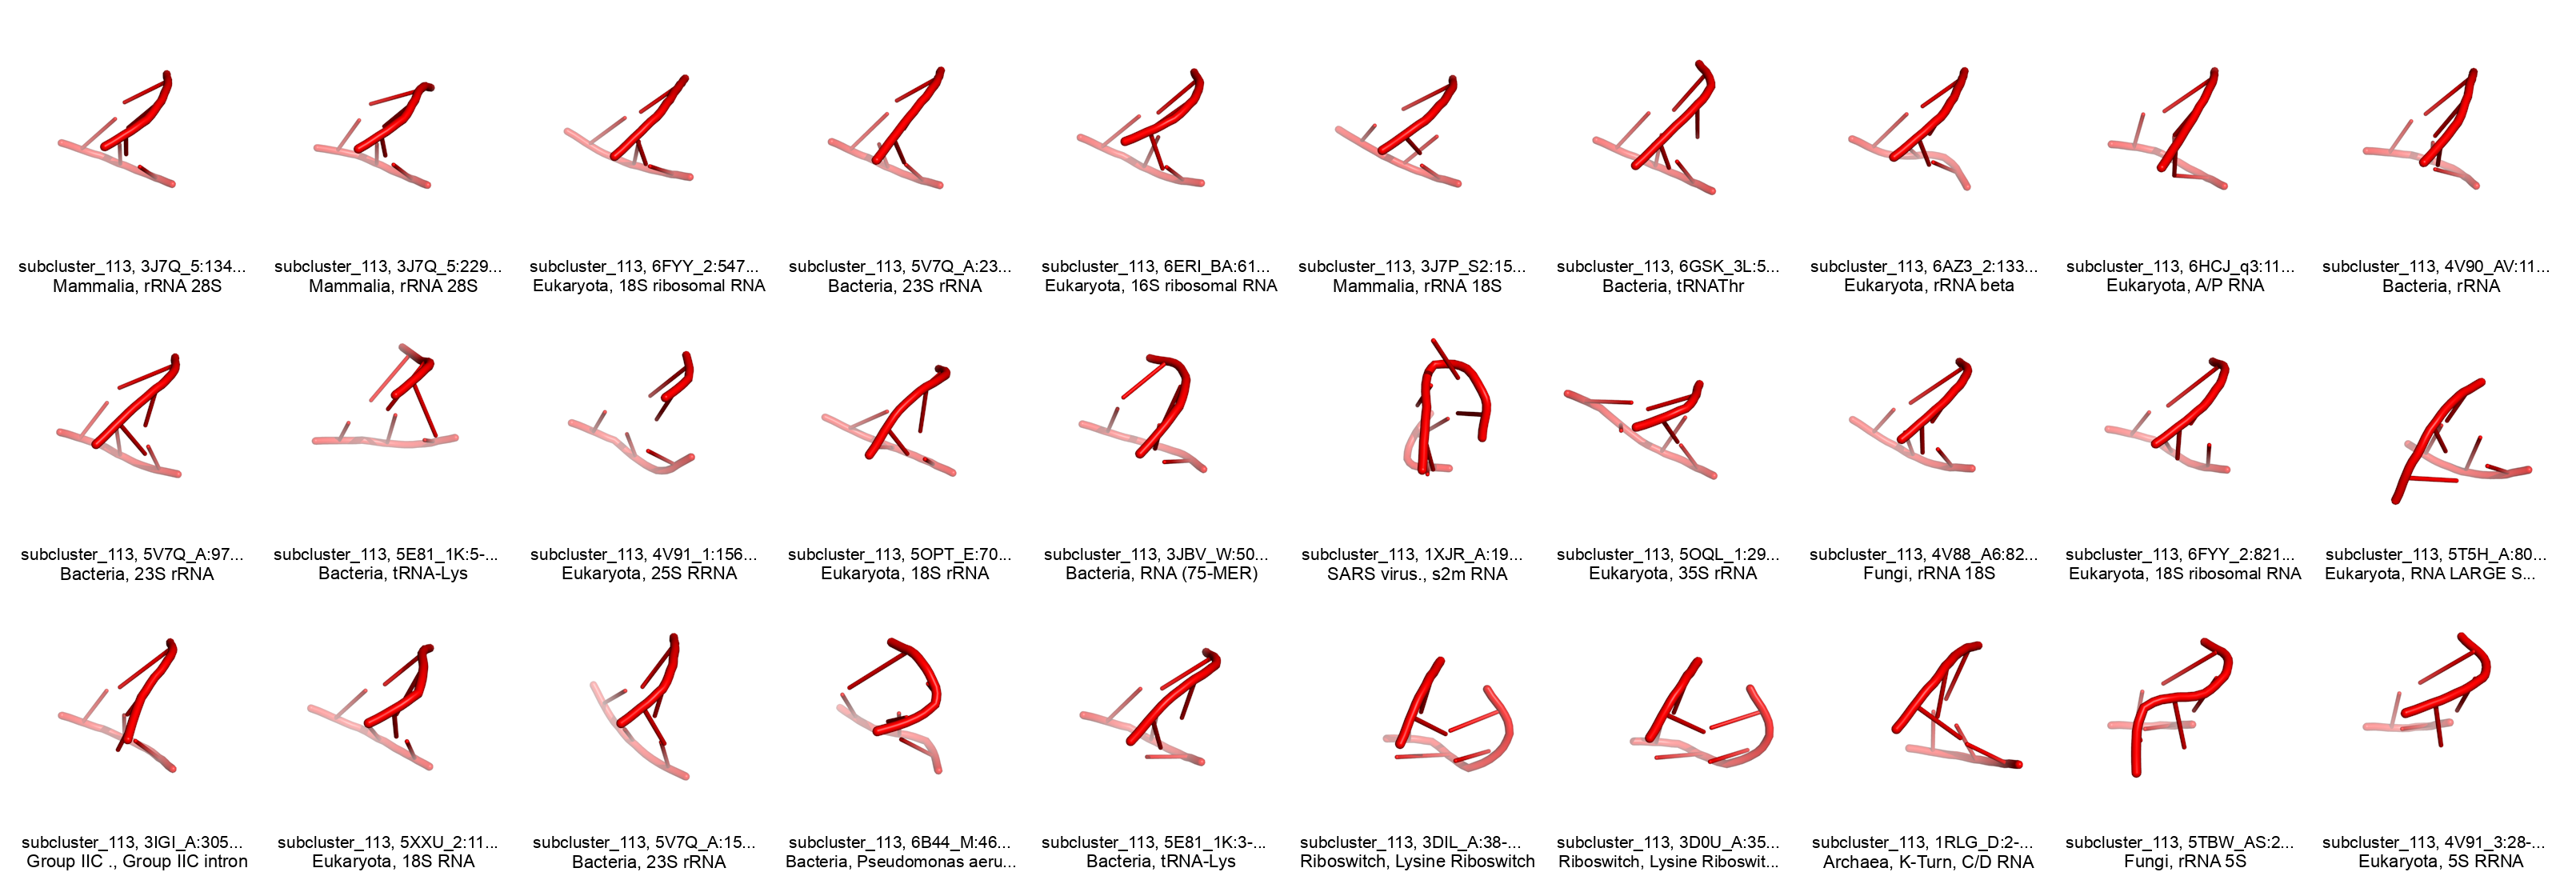 subcluster_113, 3J7Q_5:134...
Mammalia, rRNA 28S
subcluster_113, 3J7Q_5:229...
Mammalia, rRNA 28S
subcluster_113, 6FYY_2:547...
Eukaryota, 18S ribosomal RNA
subcluster_113, 5V7Q_A:23...
Bacteria, 23S rRNA
subcluster_113, 6ERI_BA:61...
Eukaryota, 16S ribosomal RNA
subcluster_113, 3J7P_S2:15...
Mammalia, rRNA 18S
subcluster_113, 6GSK_3L:5...
Bacteria, tRNAThr
subcluster_113, 6AZ3_2:133...
Eukaryota, rRNA beta
subcluster_113, 6HCJ_q3:11...
Eukaryota, A/P RNA
subcluster_113, 4V90_AV:11...
Bacteria, rRNA
subcluster_113, 5V7Q_A:97...
Bacteria, 23S rRNA
subcluster_113, 5E81_1K:5-...
Bacteria, tRNA-Lys
subcluster_113, 4V91_1:156...
Eukaryota, 25S RRNA
subcluster_113, 5OPT_E:70...
Eukaryota, 18S rRNA
subcluster_113, 3JBV_W:50...
Bacteria, RNA (75-MER)
subcluster_113, 1XJR_A:19...
SARS virus., s2m RNA
subcluster_113, 5OQL_1:29...
Eukaryota, 35S rRNA
subcluster_113, 4V88_A6:82...
Fungi, rRNA 18S
subcluster_113, 6FYY_2:821...
Eukaryota, 18S ribosomal RNA
subcluster_113, 5T5H_A:80...
Eukaryota, RNA LARGE S...
subcluster_113, 3IGI_A:305...
Group IIC ., Group IIC intron
subcluster_113, 5XXU_2:11...
Eukaryota, 18S RNA
subcluster_113, 5V7Q_A:15...
Bacteria, 23S rRNA
subcluster_113, 6B44_M:46...
Bacteria, Pseudomonas aeru...
subcluster_113, 5E81_1K:3-...
Bacteria, tRNA-Lys
subcluster_113, 3DIL_A:38-...
Riboswitch, Lysine Riboswitch
subcluster_113, 3D0U_A:35...
Riboswitch, Lysine Riboswit...
subcluster_113, 1RLG_D:2-...
Archaea, K-Turn, C/D RNA
subcluster_113, 5TBW_AS:2...
Fungi, rRNA 5S
subcluster_113, 4V91_3:28-...
Eukaryota, 5S RRNA